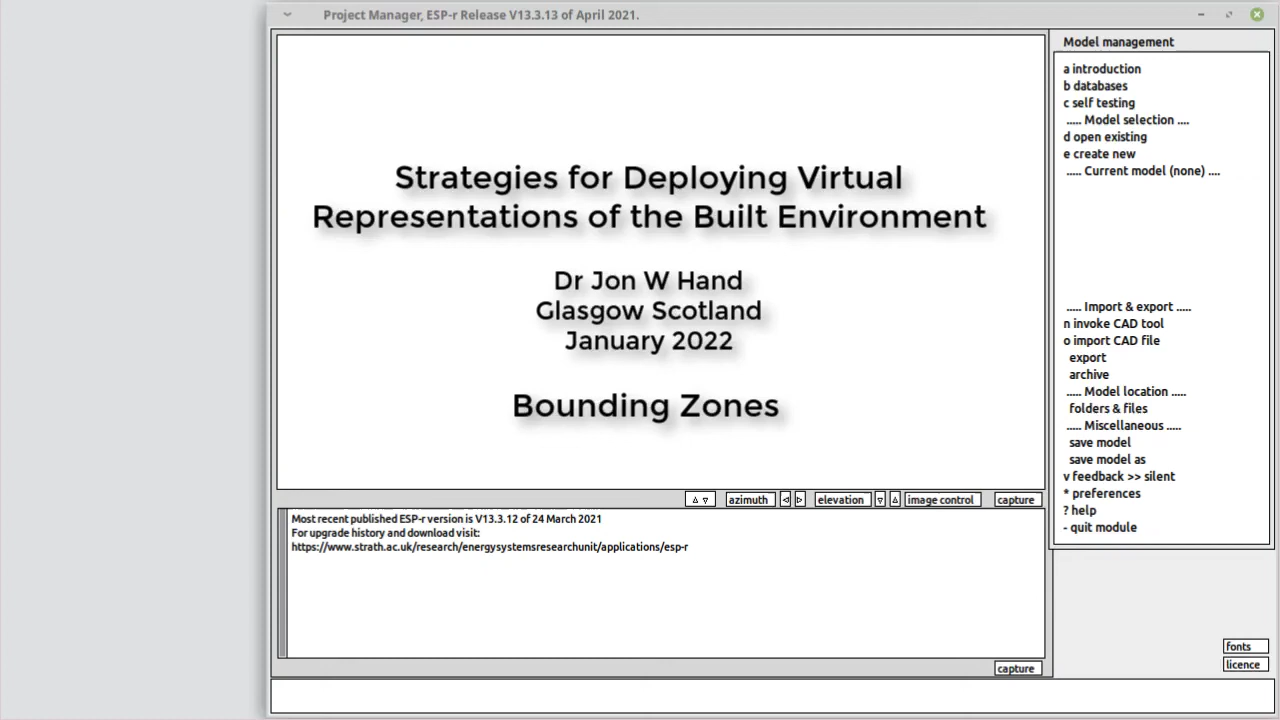 Project Manager, ESP-r Release V13.3.13 of April 2021.
Strategies for Deploying Virtual
Representations of the Built Environment
Dr Jon W Hand
Glasgow Scotland
January 2022
Bounding Zones
azimuth
elevation
image control
capture
Most recent published ESP-r version is V13.3.12 of 24 March 2021
For upgrade history and download visit:
https://www.strath.ac.uk/research/energysystemsresearchunit/applications/esp-r
capture
Model management
a introduction
b databases
c self testing
..... Model selection ....
d open existing
e create new
..... Current model (none) ....
..... Import & export .....
n invoke CAD tool
o import CAD file
export
archive
..... Model location .....
folders & files
..... Miscellaneous .....
save model
save model as
v feedback >> silent
* preferences
? help
- quit module
fonts
licence